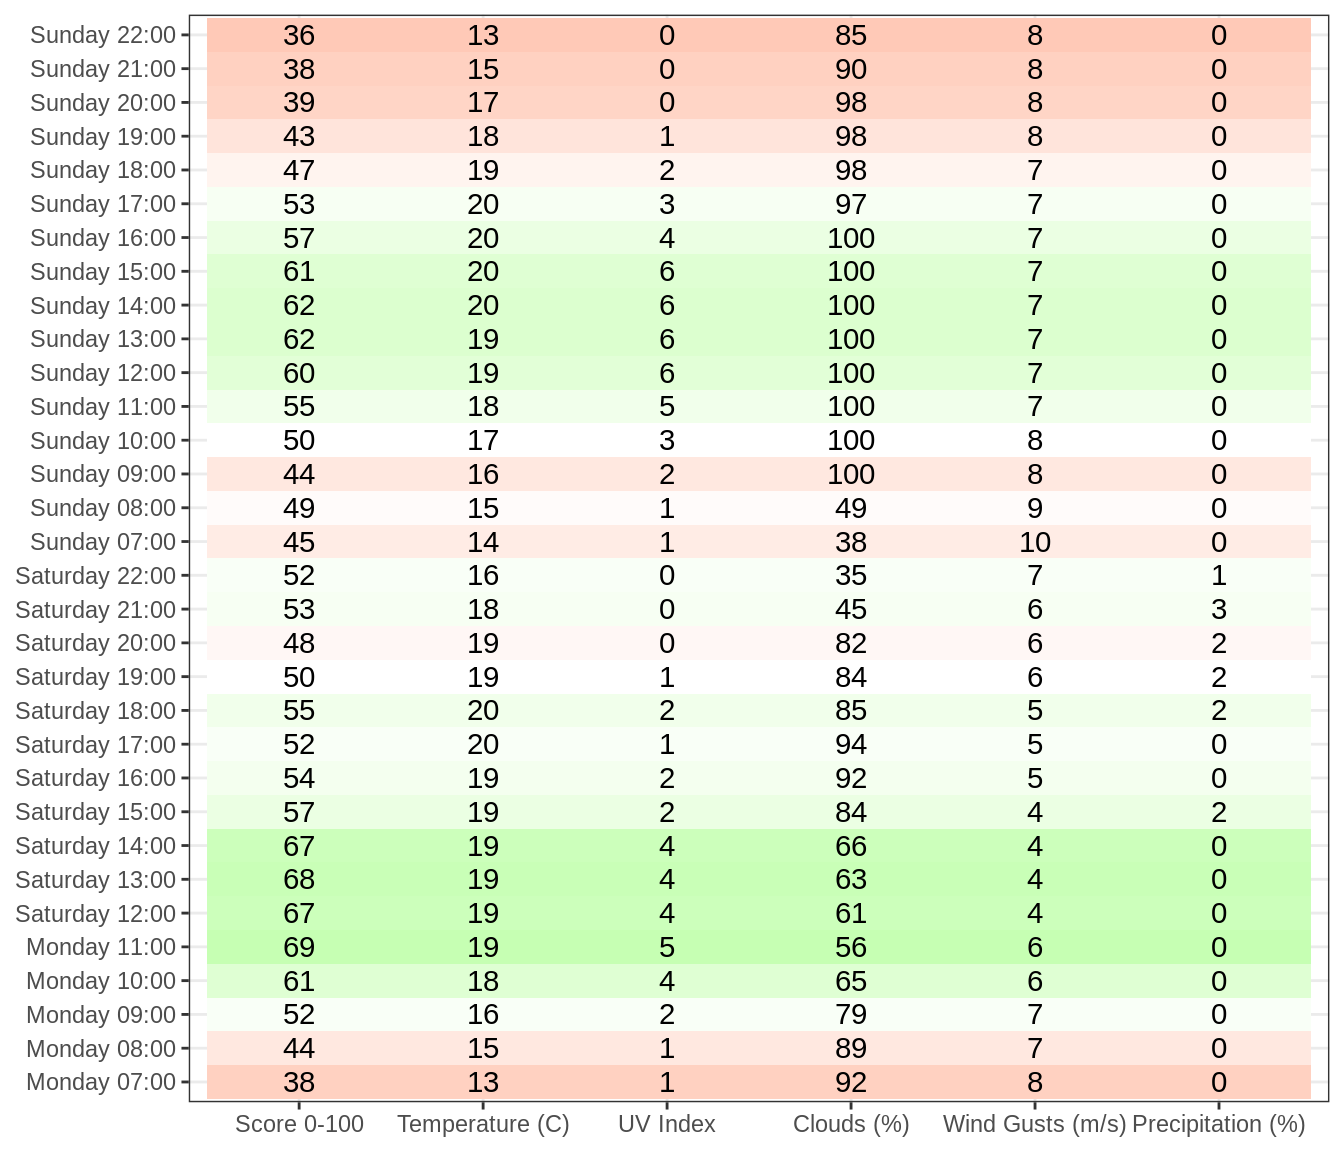 Sunday 22:00 36 13 0 85 8 0
Sunday 21:00 38 15 0 90 8 0
Sunday 20:00 39 17 0 98 8 0
Sunday 19:00 43 18 1 98 8 0
Sunday 18:00 47 19 2 98 7 0
Sunday 17:00 53 20 3 97 7 0
Sunday 16:00 57 20 4 100 7 0
Sunday 15:00 61 20 6 100 7 0
Sunday 14:00 62 20 6 100 7 0
Sunday 13:00 62 19 6 100 7 0
Sunday 12:00 60 19 6 100 7 0
Sunday 11:00 55 18 5 100 7 0
Sunday 10:00 50 17 3 100 8 0
Sunday 09:00 44 16 2 100 8 0
Sunday 08:00 49 15 1 49 9 0
Sunday 07:00 45 14 1 38 10 0
Saturday 22:00 52 16 0 35 7 1
Saturday 21:00 53 18 0 45 6 3
Saturday 20:00 48 19 0 82 6 2
Saturday 19:00 50 19 1 84 6 2
Saturday 18:00 55 20 2 85 5 2
Saturday 17:00 52 20 1 94 5 0
Saturday 16:00 54 19 2 92 5 0
Saturday 15:00 57 19 2 84 4 2
Saturday 14:00 67 19 4 66 4 0
Saturday 13:00 68 19 4 63 4 0
Saturday 12:00 67 19 4 61 4 0
Monday 11:00 69 19 5 56 6 0
Monday 10:00 61 18 4 65 6 0
Monday 09:00 52 16 2 79 7 0
Monday 08:00 44 15 1 89 7 0
Monday 07:00 38 13 1 92 8 0
Score 0-100 Temperature (C) UV Index Clouds (%) Wind Gusts (m/s) Precipitation (%)